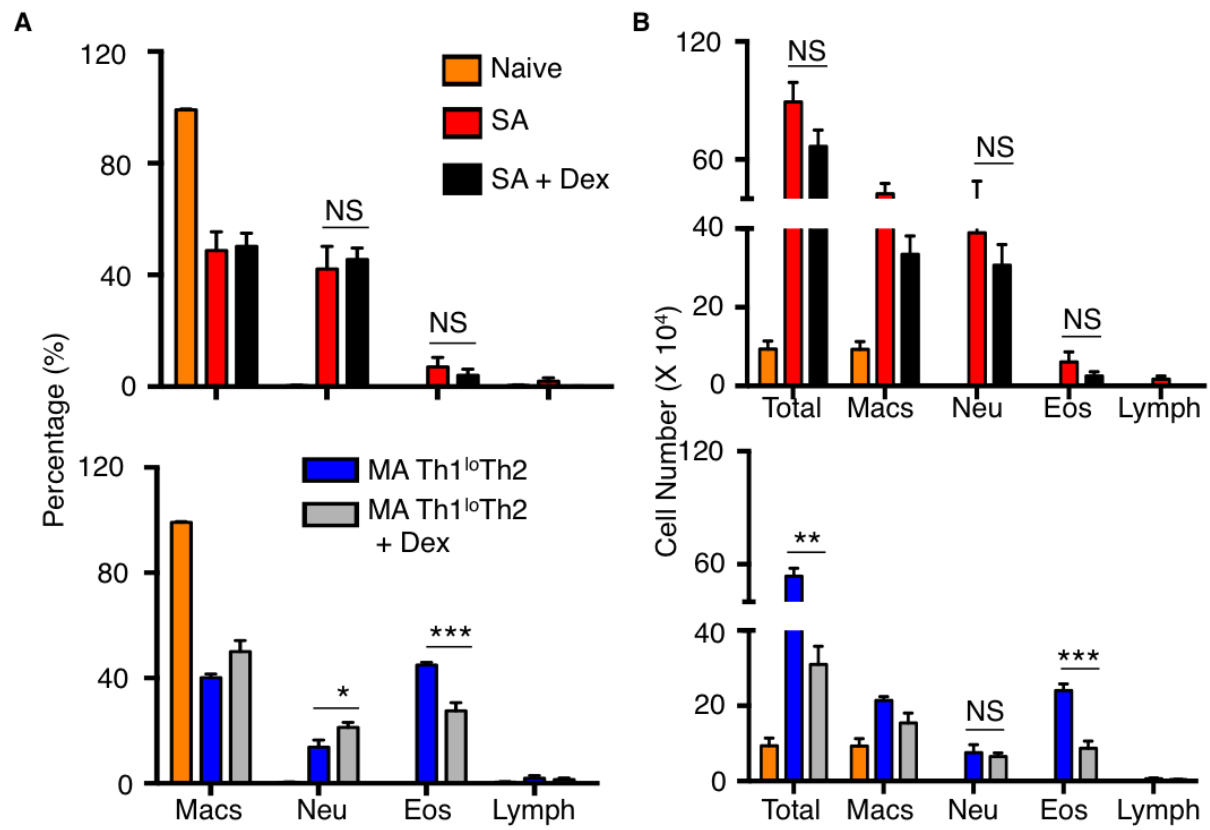 A
120
80
40
0
Naive
SA
SA + Dex
NS
NS
Percentage (%)
120
80
40
0
MA Th1ˡᵒTh2
MA Th1ˡᵒTh2
+ Dex
*
***
Macs Neu Eos Lymph
B
120
60
40
20
0
NS
NS
NS
Total Macs Neu Eos Lymph
Cell Number (X 10⁴)
120
60
40
20
0
**
NS
***
Total Macs Neu Eos Lymph